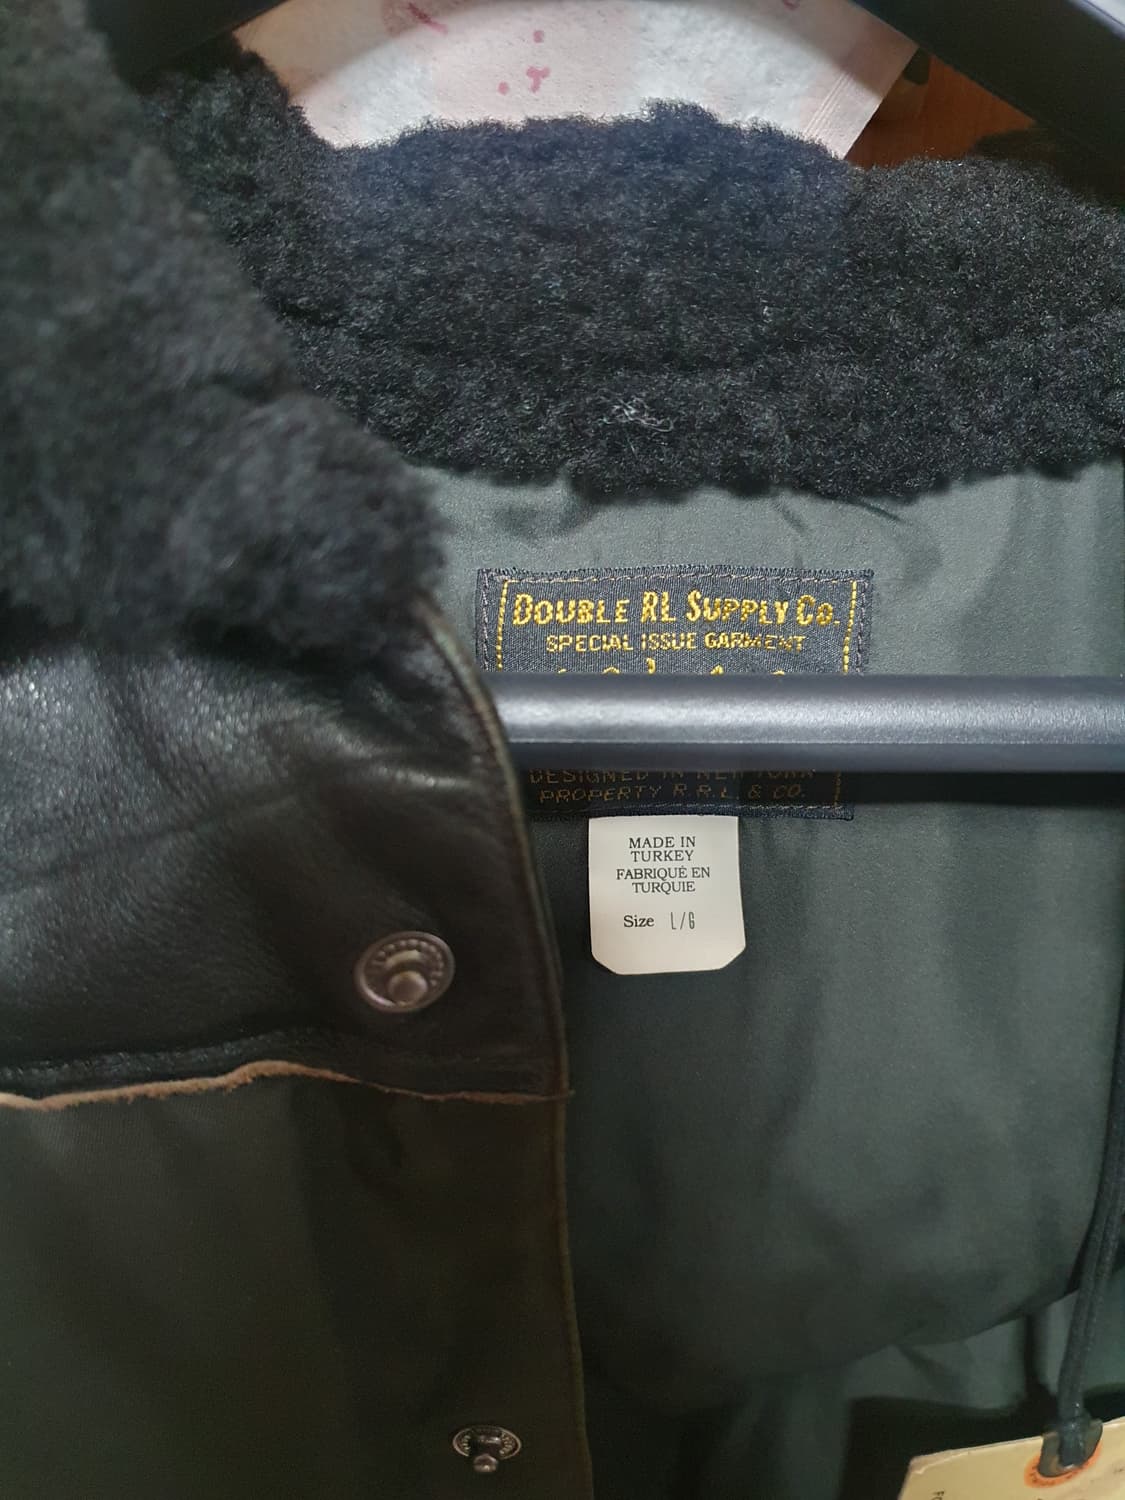 DOUBLE RL SUPPLY CO.
SPECIAL ISSUE GARMENT
DESIGNED IN NEW YORK
PROPERTY R.R.L. & CO.
MADE IN
TURKEY
FABRIQUÉ EN
TURQUIE
Size L/G